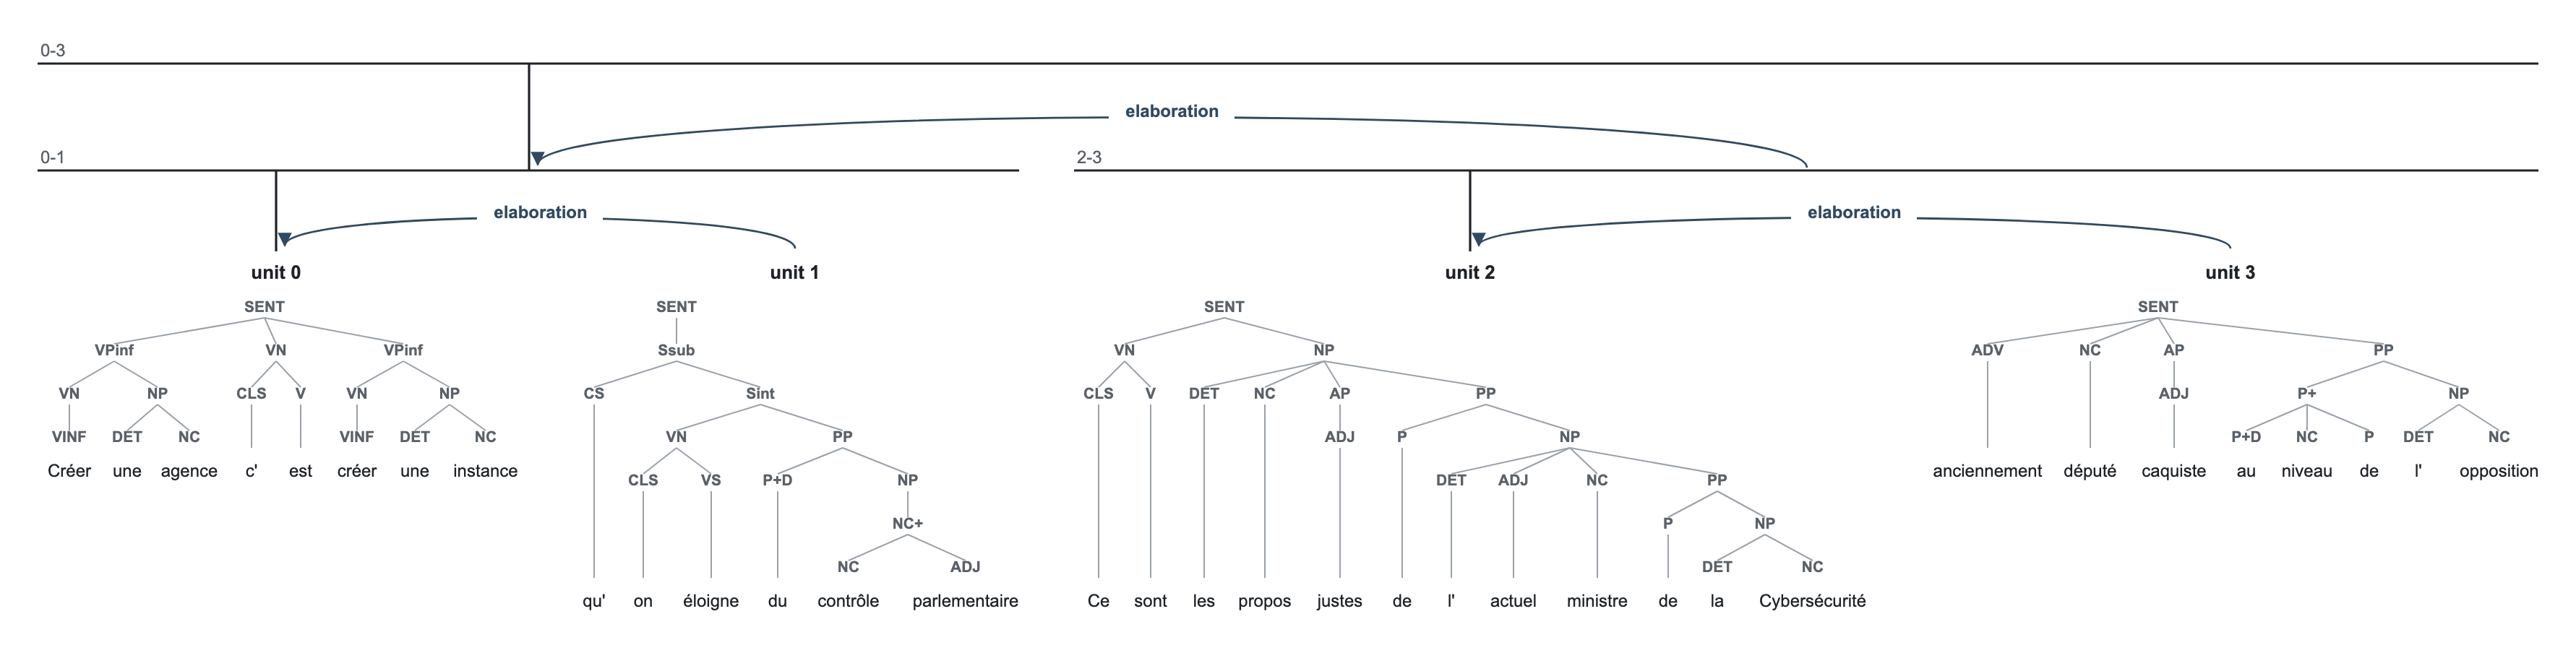 0-3
elaboration
0-1 2-3
elaboration elaboration
unit 0 unit 1 unit 2 unit 3
SENT SENT SENT SENT
VPinf VN VPinf Ssub VN NP ADV NC AP PP
VN NP CLS V VN NP CS Sint CLS V DET NC AP PP ADJ P+ NP
VINF DET NC VINF DET NC VN PP ADJ P NP P+D NC P DET NC
Créer une agence c' est créer une instance anciennement député caquiste au niveau de l' opposition
CLS VS P+D NP DET ADJ NC PP
NC+ P NP
NC ADJ DET NC
qu' on éloigne du contrôle parlementaire Ce sont les propos justes de l' actuel ministre de la Cybersécurité